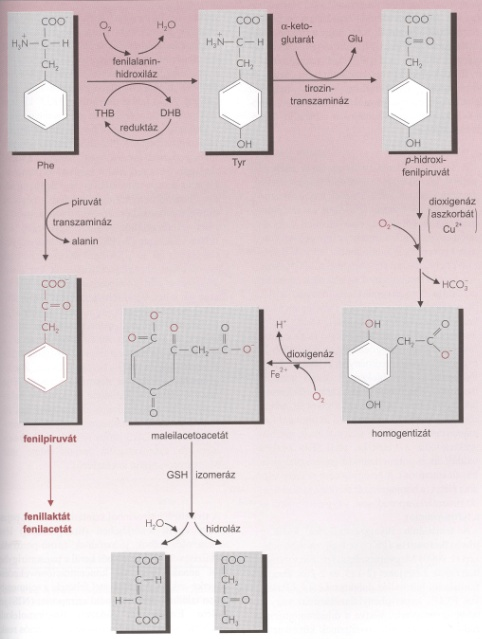 COO⁻
H₃N⁺ – C – H
CH₂
Phe
O₂
H₂O
fenilalanin-
hidroxiláz
THB
DHB
reduktáz
COO⁻
H₃N⁺ – C – H
CH₂
OH
Tyr
α-keto-
glutarát
Glu
tirozin-
transzamináz
COO⁻
C = O
CH₂
OH
p-hidroxi-
fenilpiruvát
piruvát
transzamináz
alanin
dioxigenáz
(aszkorbát)
Cu²⁺
O₂
HCO₃⁻
COO⁻
C = O
CH₂
fenilpiruvát
fenillaktát
fenilacetát
O⁻
O = C
O
C – CH₂ – C – O⁻
O
C
O
maleilacetoacetát
H⁻
dioxigenáz
Fe²⁺
O₂
OH
CH₂ – C
O
O⁻
OH
homogentizát
GSH
izomeráz
H₂O
hidroláz
COO⁻
C – H
H – C
COO⁻
COO⁻
CH₂
C = O
CH₃